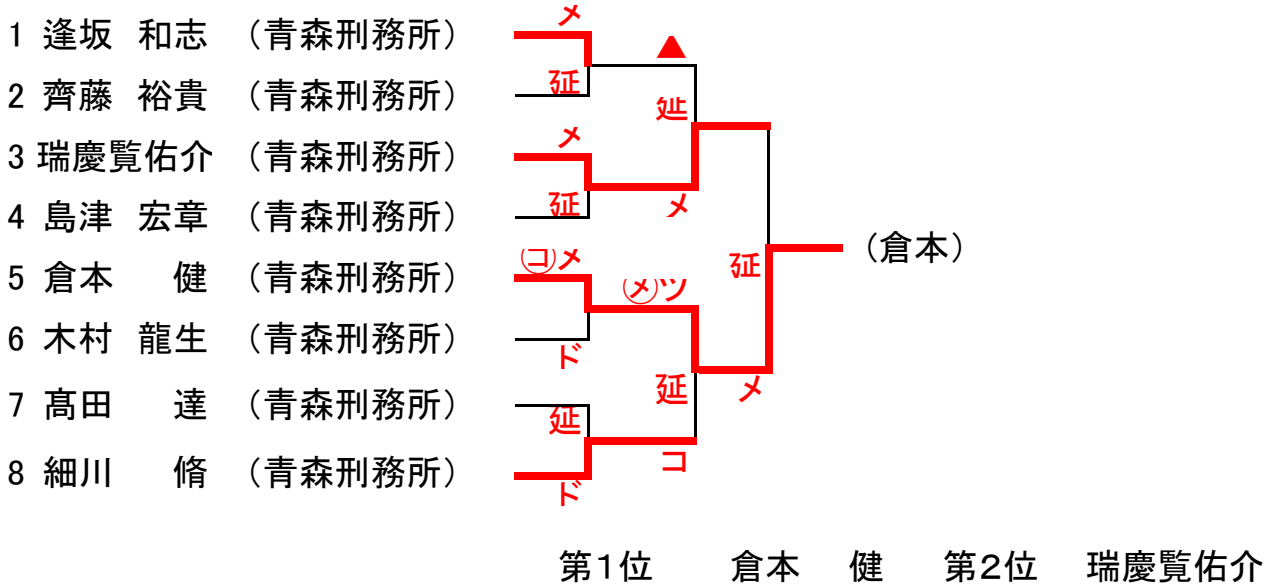 メ
1 逢坂 和志 （青森刑務所）
▲
延
2 齊藤 裕貴 （青森刑務所）
延
メ
3 瑞慶覧佑介 （青森刑務所）
延
メ
4 島津 宏章 （青森刑務所）
（倉本）
コメ
延
5 倉本 健 （青森刑務所）
メツ
6 木村 龍生 （青森刑務所）
ド
延
メ
7 髙田 達 （青森刑務所）
延
コ
8 細川 脩 （青森刑務所）
ド
第1位 倉本 健 第2位 瑞慶覧佑介